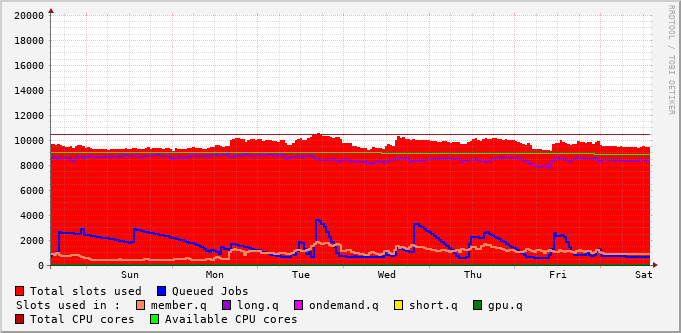 20000
18000
16000
14000
12000
10000
8000
6000
4000
2000
0
Sun Mon Tue Wed Thu Fri Sat
RRDTOOL / TOBI OETIKER
Total slots used Queued Jobs
Slots used in : member.q long.q ondemand.q short.q gpu.q
Total CPU cores Available CPU cores